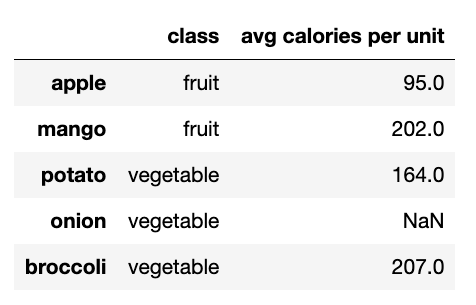 class avg calories per unit
apple fruit 95.0
mango fruit 202.0
potato vegetable 164.0
onion vegetable NaN
broccoli vegetable 207.0